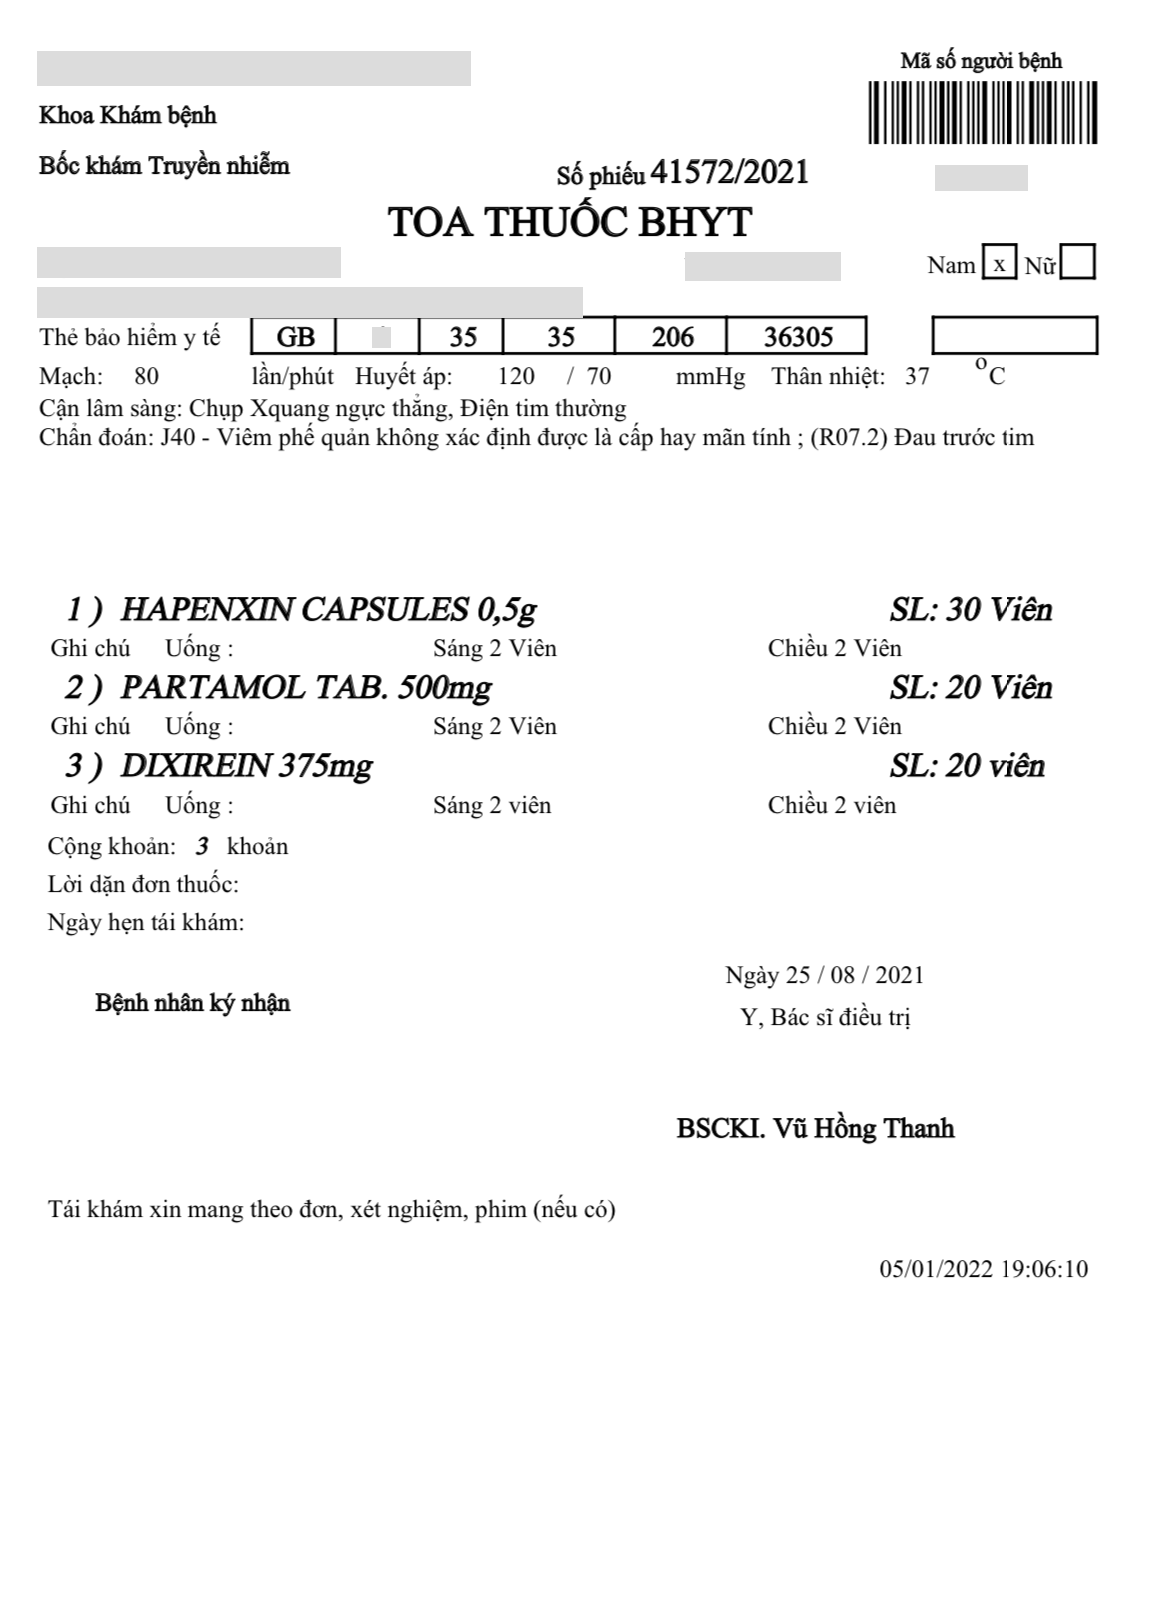 Mã số người bệnh
Khoa Khám bệnh
Bốc khám Truyền nhiễm
Số phiếu 41572/2021
TOA THUỐC BHYT
Nam x Nữ
Thẻ bảo hiểm y tế GB 35 35 206 36305
Mạch: 80 lần/phút Huyết áp: 120 / 70 mmHg Thân nhiệt: 37 °C
Cận lâm sàng: Chụp Xquang ngực thẳng, Điện tim thường
Chẩn đoán: J40 - Viêm phế quản không xác định được là cấp hay mãn tính ; (R07.2) Đau trước tim
1 ) HAPENXIN CAPSULES 0,5g SL: 30 Viên
Ghi chú Uống : Sáng 2 Viên Chiều 2 Viên
2 ) PARTAMOL TAB. 500mg SL: 20 Viên
Ghi chú Uống : Sáng 2 Viên Chiều 2 Viên
3 ) DIXIREIN 375mg SL: 20 viên
Ghi chú Uống : Sáng 2 viên Chiều 2 viên
Cộng khoản: 3 khoản
Lời dặn đơn thuốc:
Ngày hẹn tái khám:
Ngày 25 / 08 / 2021
Bệnh nhân ký nhận
Y, Bác sĩ điều trị
BSCKI. Vũ Hồng Thanh
Tái khám xin mang theo đơn, xét nghiệm, phim (nếu có)
05/01/2022 19:06:10